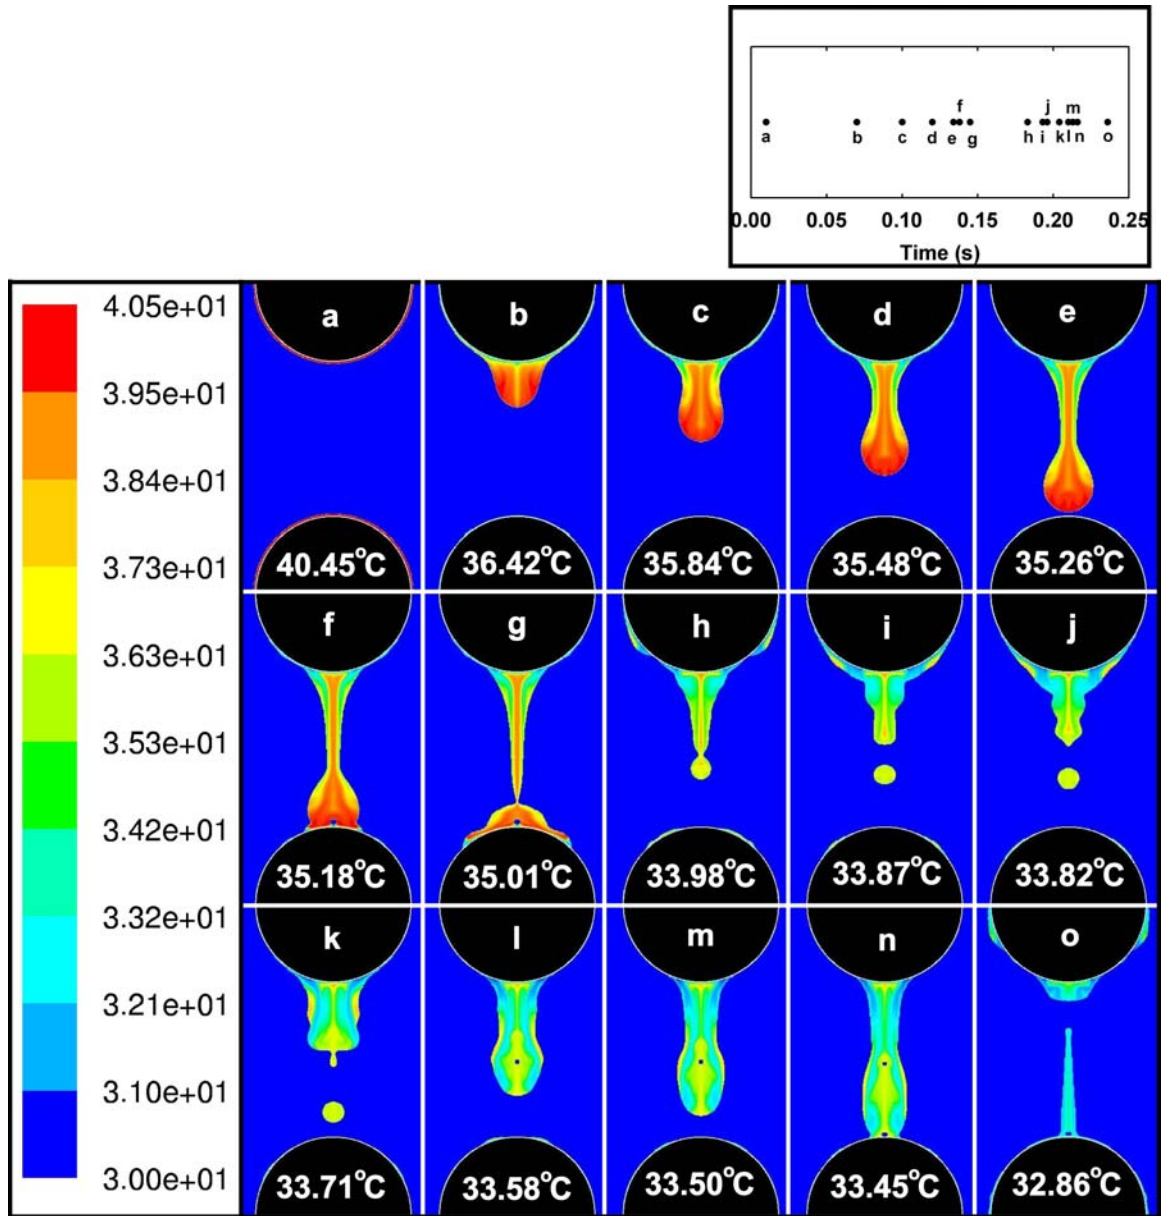 f j m
a b c d e g h i k l n o
0.00 0.05 0.10 0.15 0.20 0.25
Time (s)
4.05e+01
3.95e+01
3.84e+01
3.73e+01
3.63e+01
3.53e+01
3.42e+01
3.32e+01
3.21e+01
3.10e+01
3.00e+01
a b c d e
40.45°C 36.42°C 35.84°C 35.48°C 35.26°C
f g h i j
35.18°C 35.01°C 33.98°C 33.87°C 33.82°C
k l m n o
33.71°C 33.58°C 33.50°C 33.45°C 32.86°C